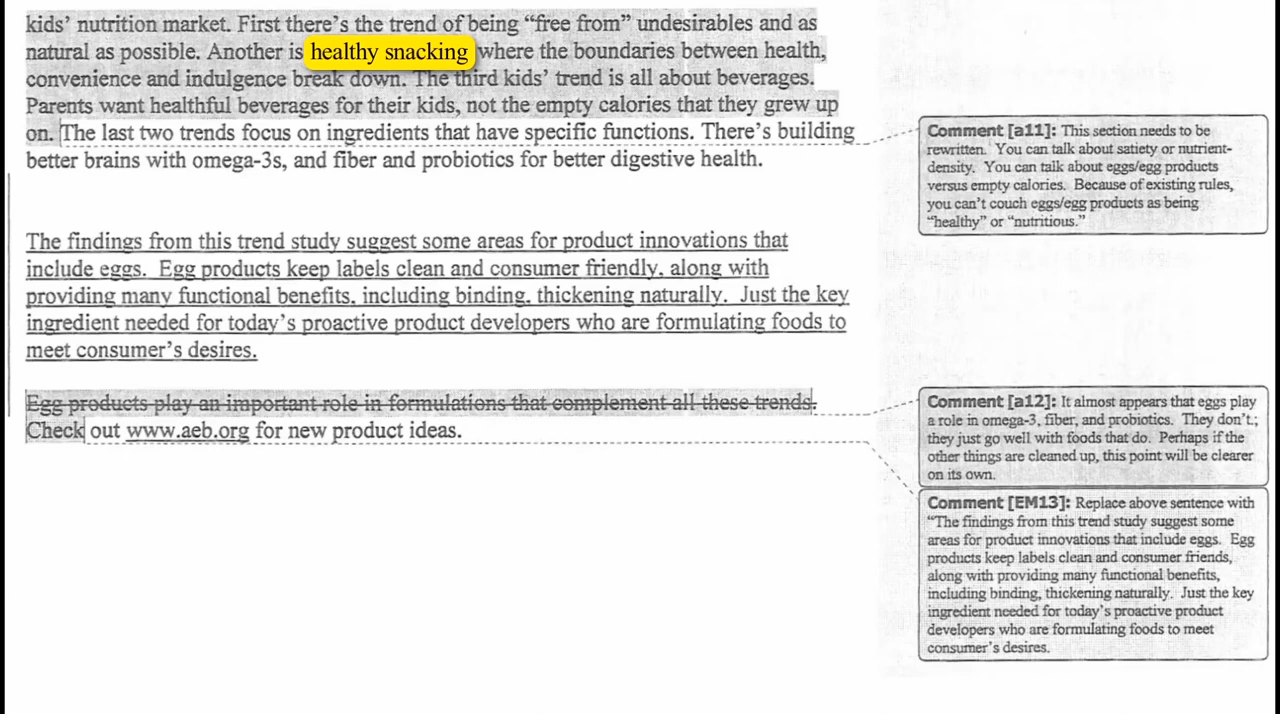 kids’ nutrition market. First there’s the trend of being “free from” undesirables and as
natural as possible. Another is healthy snacking where the boundaries between health,
convenience and indulgence break down. The third kids’ trend is all about beverages.
Parents want healthful beverages for their kids, not the empty calories that they grew up
on. The last two trends focus on ingredients that have specific functions. There’s building
better brains with omega-3s, and fiber and probiotics for better digestive health.
The findings from this trend study suggest some areas for product innovations that
include eggs. Egg products keep labels clean and consumer friendly, along with
providing many functional benefits, including binding, thickening naturally. Just the key
ingredient needed for today’s proactive product developers who are formulating foods to
meet consumer’s desires.
Egg products play an important role in formulations that complement all these trends.
Check out www.aeb.org for new product ideas.
Comment [a11]: This section needs to be
rewritten. You can talk about satiety or nutrient-
density. You can talk about eggs/egg products
versus empty calories. Because of existing rules,
you can’t couch eggs/egg products as being
“healthy” or “nutritious.”
Comment [a12]: It almost appears that eggs play
a role in omega-3, fiber, and probiotics. They don’t.;
they just go well with foods that do. Perhaps if the
other things are cleaned up, this point will be clearer
on its own.
Comment [EM13]: Replace above sentence with
“The findings from this trend study suggest some
areas for product innovations that include eggs. Egg
products keep labels clean and consumer friends,
along with providing many functional benefits,
including binding, thickening naturally. Just the key
ingredient needed for today’s proactive product
developers who are formulating foods to meet
consumer’s desires.